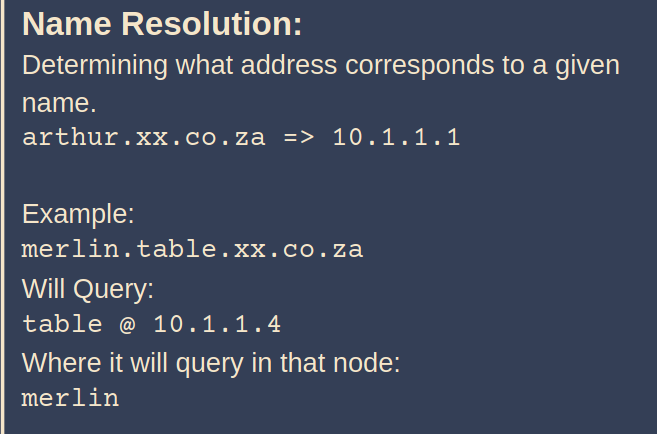 Name Resolution:
Determining what address corresponds to a given
name.
arthur.xx.co.za => 10.1.1.1
Example:
merlin.table.xx.co.za
Will Query:
table @ 10.1.1.4
Where it will query in that node:
merlin